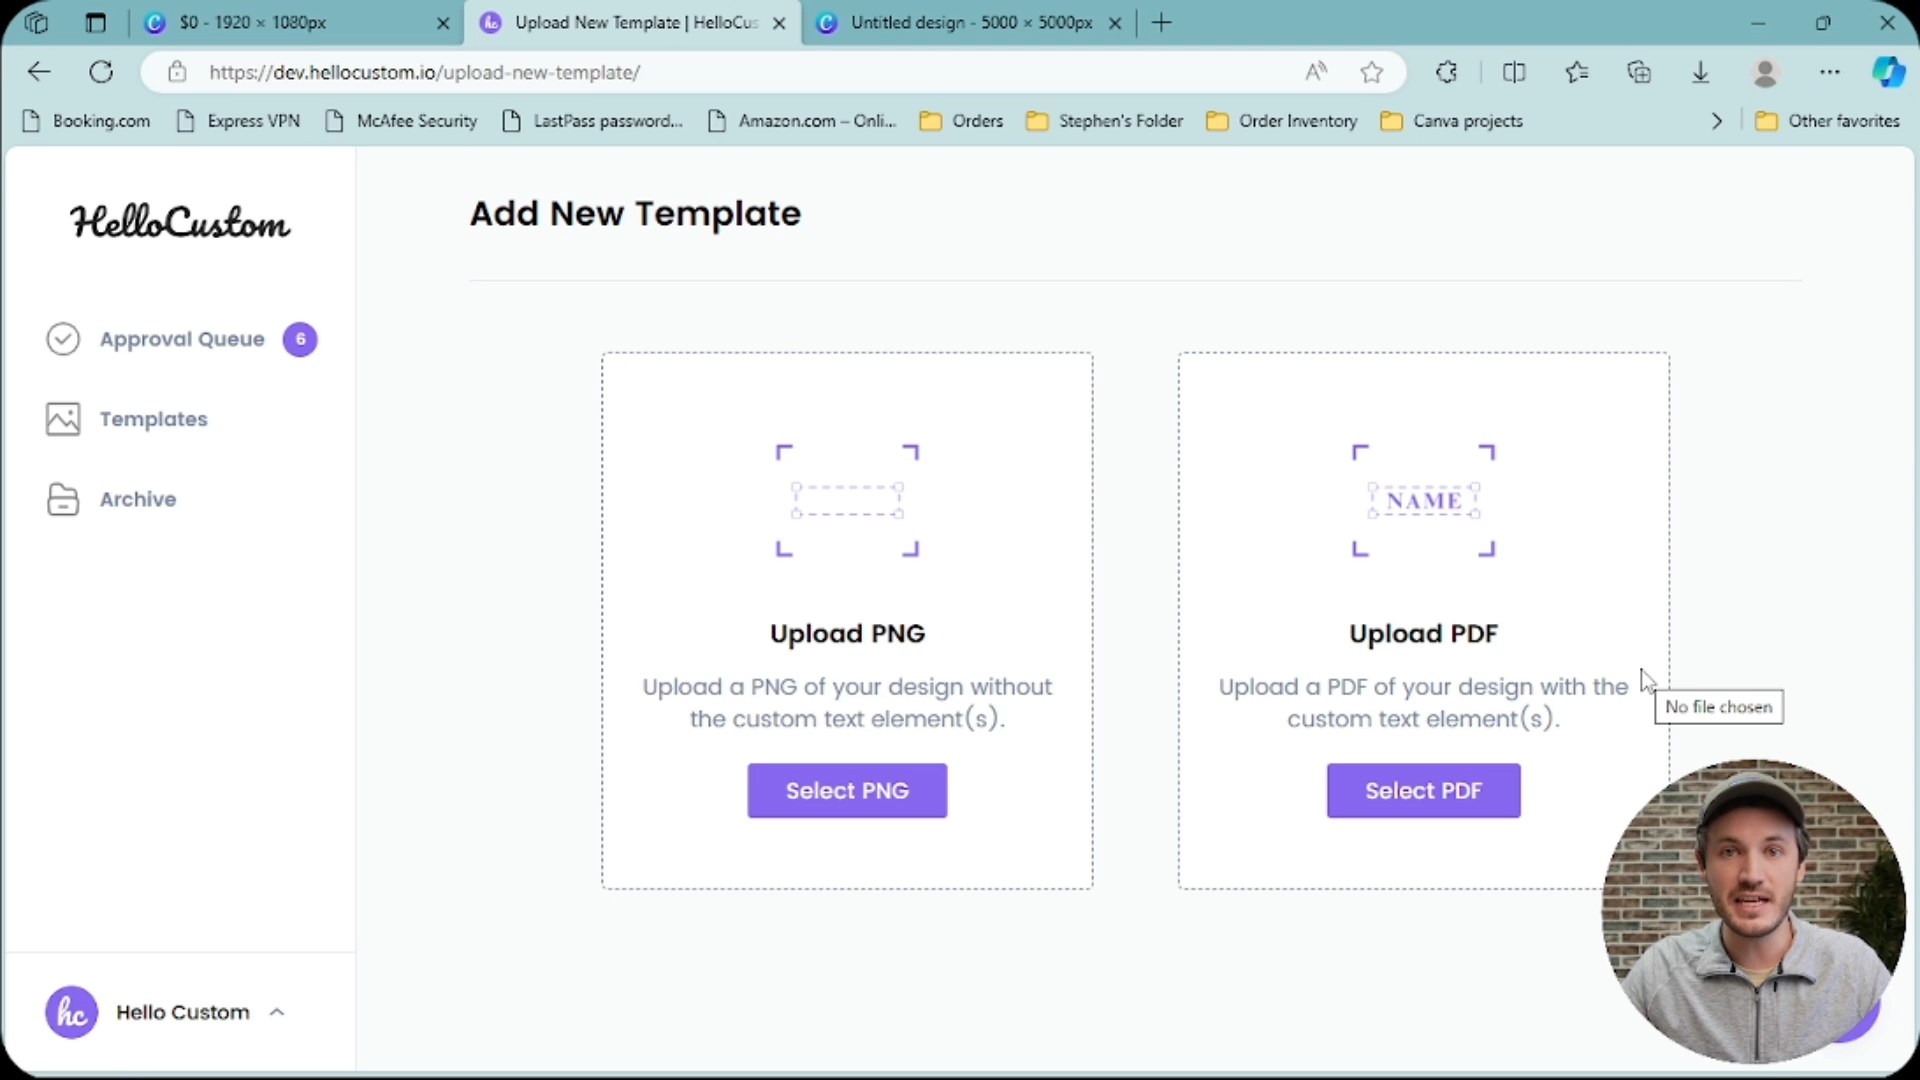 $0 - 1920 × 1080px
Upload New Template | HelloCus
Untitled design - 5000 × 5000px
https://dev.hellocustom.io/upload-new-template/
Booking.com
Express VPN
McAfee Security
LastPass password...
Amazon.com – Onli...
Orders
Stephen's Folder
Order Inventory
Canva projects
Other favorites
HelloCustom
Add New Template
Approval Queue 6
Templates
Archive
NAME
Upload PNG
Upload a PNG of your design without
the custom text element(s).
Select PNG
Upload PDF
Upload a PDF of your design with the
custom text element(s).
Select PDF
No file chosen
hc Hello Custom